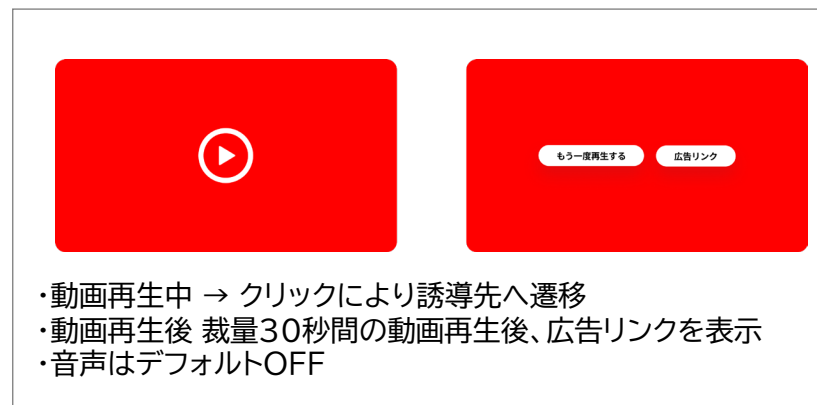 もう一度再生する
広告リンク
・動画再生中 → クリックにより誘導先へ遷移
・動画再生後 裁量30秒間の動画再生後、広告リンクを表示
・音声はデフォルトOFF